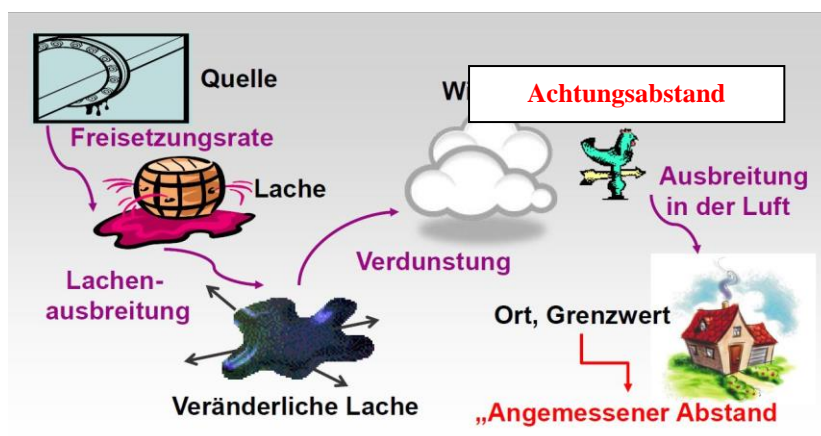 Quelle
Achtungsabstand
Freisetzungsrate
Lache
Ausbreitung
in der Luft
Lachen-
ausbreitung
Verdunstung
Ort, Grenzwert
Veränderliche Lache
„Angemessener Abstand